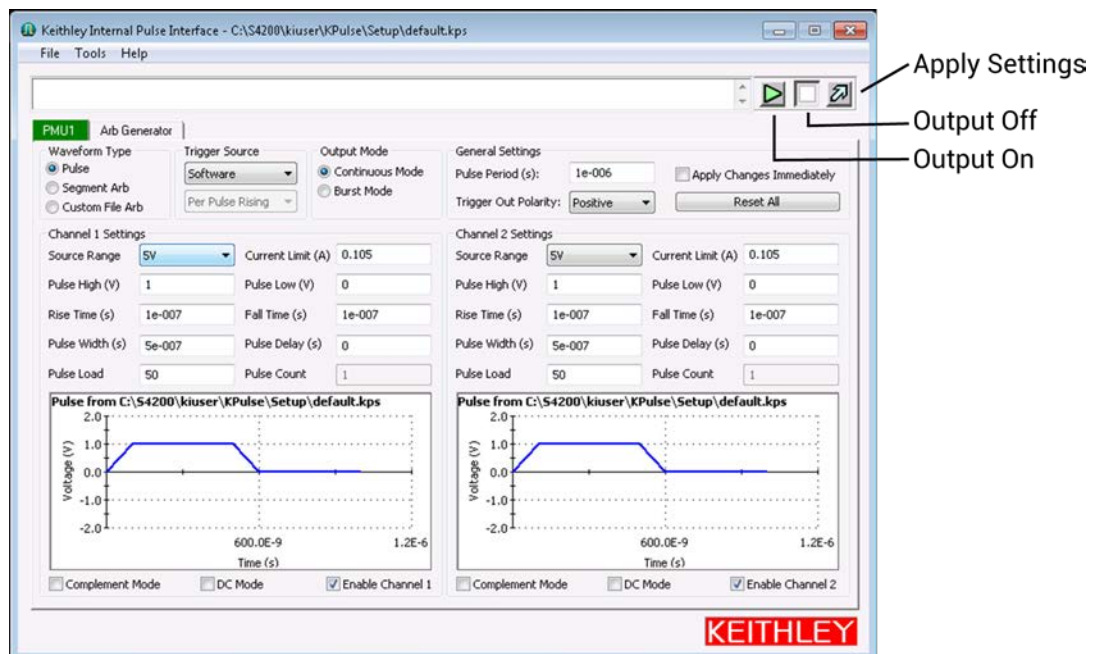 Keithley Internal Pulse Interface - C:\S4200\kiuser\KPulse\Setup\default.kps
File Tools Help
Apply Settings
Output Off
Output On
PMU1 Arb Generator
Waveform Type
Pulse
Segment Arb
Custom File Arb
Trigger Source
Software
Per Pulse Rising
Output Mode
Continuous Mode
Burst Mode
General Settings
Pulse Period (s): 1e-006
Apply Changes Immediately
Trigger Out Polarity: Positive
Reset All
Channel 1 Settings
Source Range 5V Current Limit (A) 0.105
Pulse High (V) 1 Pulse Low (V) 0
Rise Time (s) 1e-007 Fall Time (s) 1e-007
Pulse Width (s) 5e-007 Pulse Delay (s) 0
Pulse Load 50 Pulse Count 1
Pulse from C:\S4200\kiuser\KPulse\Setup\default.kps
2.0
1.0
0.0
-1.0
-2.0
Voltage (V)
600.0E-9 1.2E-6
Time (s)
Complement Mode DC Mode Enable Channel 1
Channel 2 Settings
Source Range 5V Current Limit (A) 0.105
Pulse High (V) 1 Pulse Low (V) 0
Rise Time (s) 1e-007 Fall Time (s) 1e-007
Pulse Width (s) 5e-007 Pulse Delay (s) 0
Pulse Load 50 Pulse Count 1
Pulse from C:\S4200\kiuser\KPulse\Setup\default.kps
2.0
1.0
0.0
-1.0
-2.0
Voltage (V)
600.0E-9 1.2E-6
Time (s)
Complement Mode DC Mode Enable Channel 2
KEITHLEY